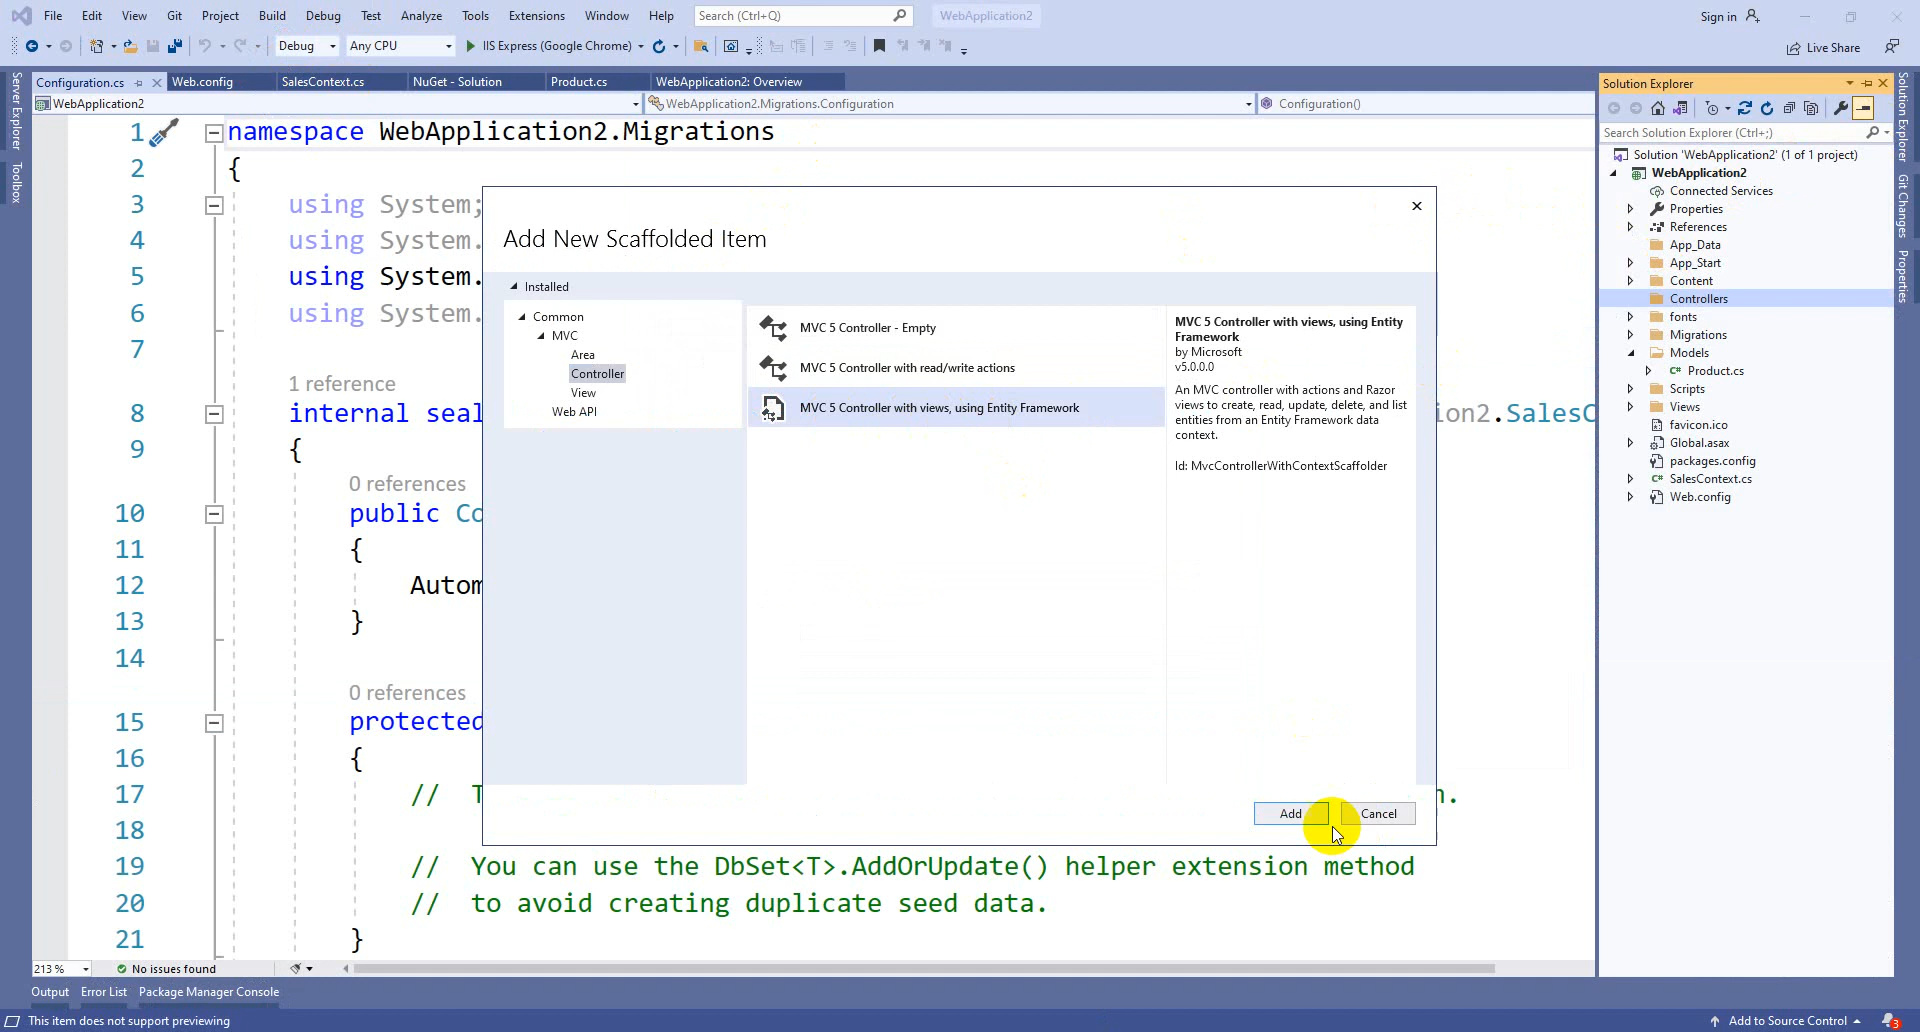 File Edit View Git Project Build Debug Test Analyze Tools Extensions Window Help Search (Ctrl+Q) WebApplication2 Sign in
Debug Any CPU IIS Express (Google Chrome) Live Share
Server Explorer
Toolbox
Configuration.cs Web.config SalesContext.cs NuGet - Solution Product.cs WebApplication2: Overview
WebApplication2 WebApplication2.Migrations.Configuration Configuration()
1 namespace WebApplication2.Migrations
2 {
3 using System;
4 using System.
5 using System.
6 using System.
7
1 reference
8 internal seal ion2.SalesC
9 {
0 references
10 public Co
11 {
12 Autom
13 }
14
0 references
15 protected
16 {
17 // T n.
18
19 // You can use the DbSet<T>.AddOrUpdate() helper extension method
20 // to avoid creating duplicate seed data.
21 }
213 % No issues found
Output Error List Package Manager Console
This item does not support previewing
Add to Source Control 3
Add New Scaffolded Item
Installed
Common
MVC
Area
Controller
View
Web API
MVC 5 Controller - Empty
MVC 5 Controller with read/write actions
MVC 5 Controller with views, using Entity Framework
MVC 5 Controller with views, using Entity
Framework
by Microsoft
v5.0.0.0
An MVC controller with actions and Razor
views to create, read, update, delete, and list
entities from an Entity Framework data
context.
Id: MvcControllerWithContextScaffolder
Add Cancel
Solution Explorer
Search Solution Explorer (Ctrl+;)
Solution 'WebApplication2' (1 of 1 project)
WebApplication2
Connected Services
Properties
References
App_Data
App_Start
Content
Controllers
fonts
Migrations
Models
C# Product.cs
Scripts
Views
favicon.ico
Global.asax
packages.config
C# SalesContext.cs
Web.config
Solution Explorer
Git Changes
Properties